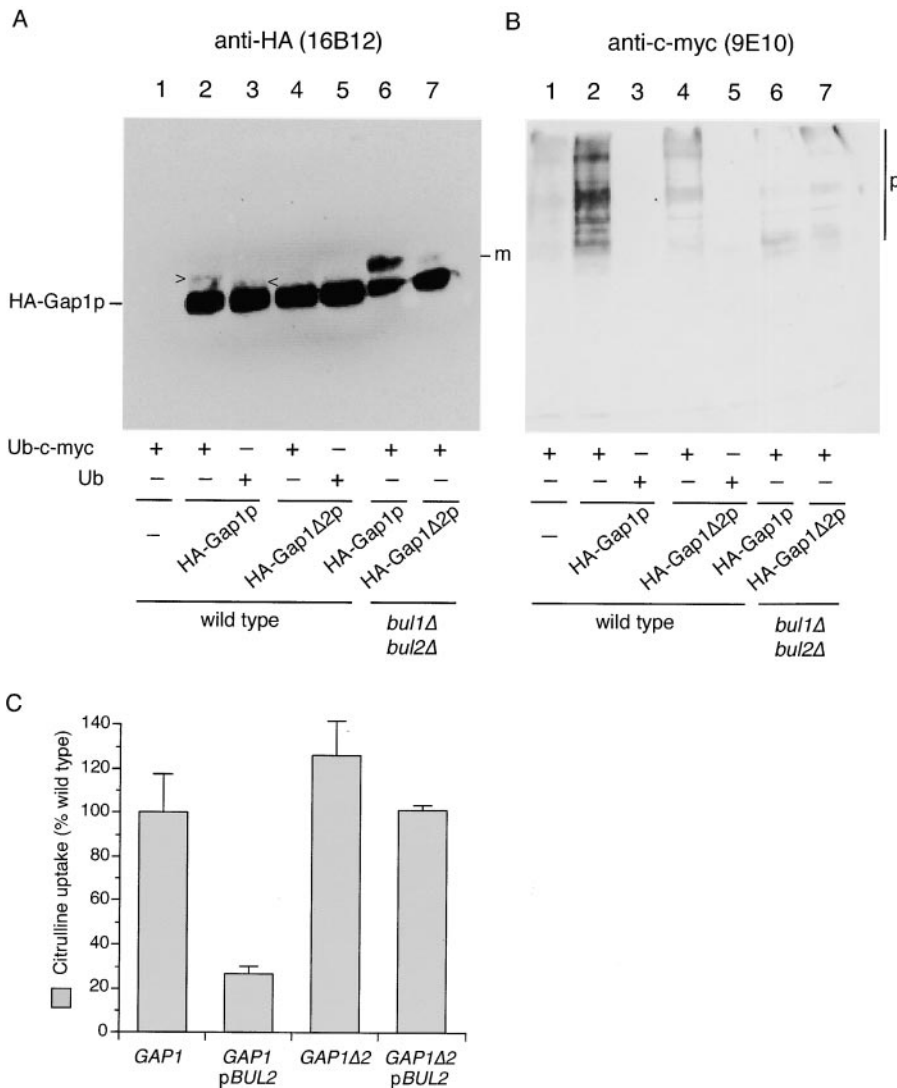 A
anti-HA (16B12)
1 2 3 4 5 6 7
> <
m
HA-Gap1p
Ub-c-myc + + − + − + +
Ub − − + − + − −
− HA-Gap1p HA-Gap1Δ2p HA-Gap1p HA-Gap1Δ2p
wild type bul1Δ
bul2Δ
B
anti-c-myc (9E10)
1 2 3 4 5 6 7
p
+ + − + − + +
− − + − + − −
− HA-Gap1p HA-Gap1Δ2p HA-Gap1p HA-Gap1Δ2p
wild type bul1Δ
bul2Δ
C
Citrulline uptake (% wild type)
140
120
100
80
60
40
20
0
GAP1 GAP1 GAP1Δ2 GAP1Δ2
pBUL2 pBUL2